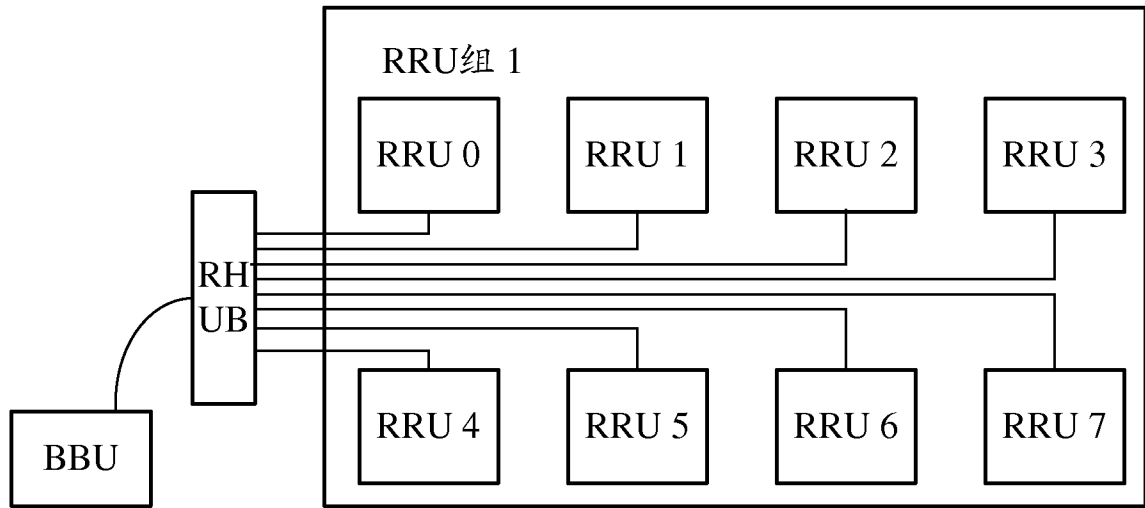 RRU组 1
RRU 0
RRU 1
RRU 2
RRU 3
RH
UB
RRU 4
RRU 5
RRU 6
RRU 7
BBU